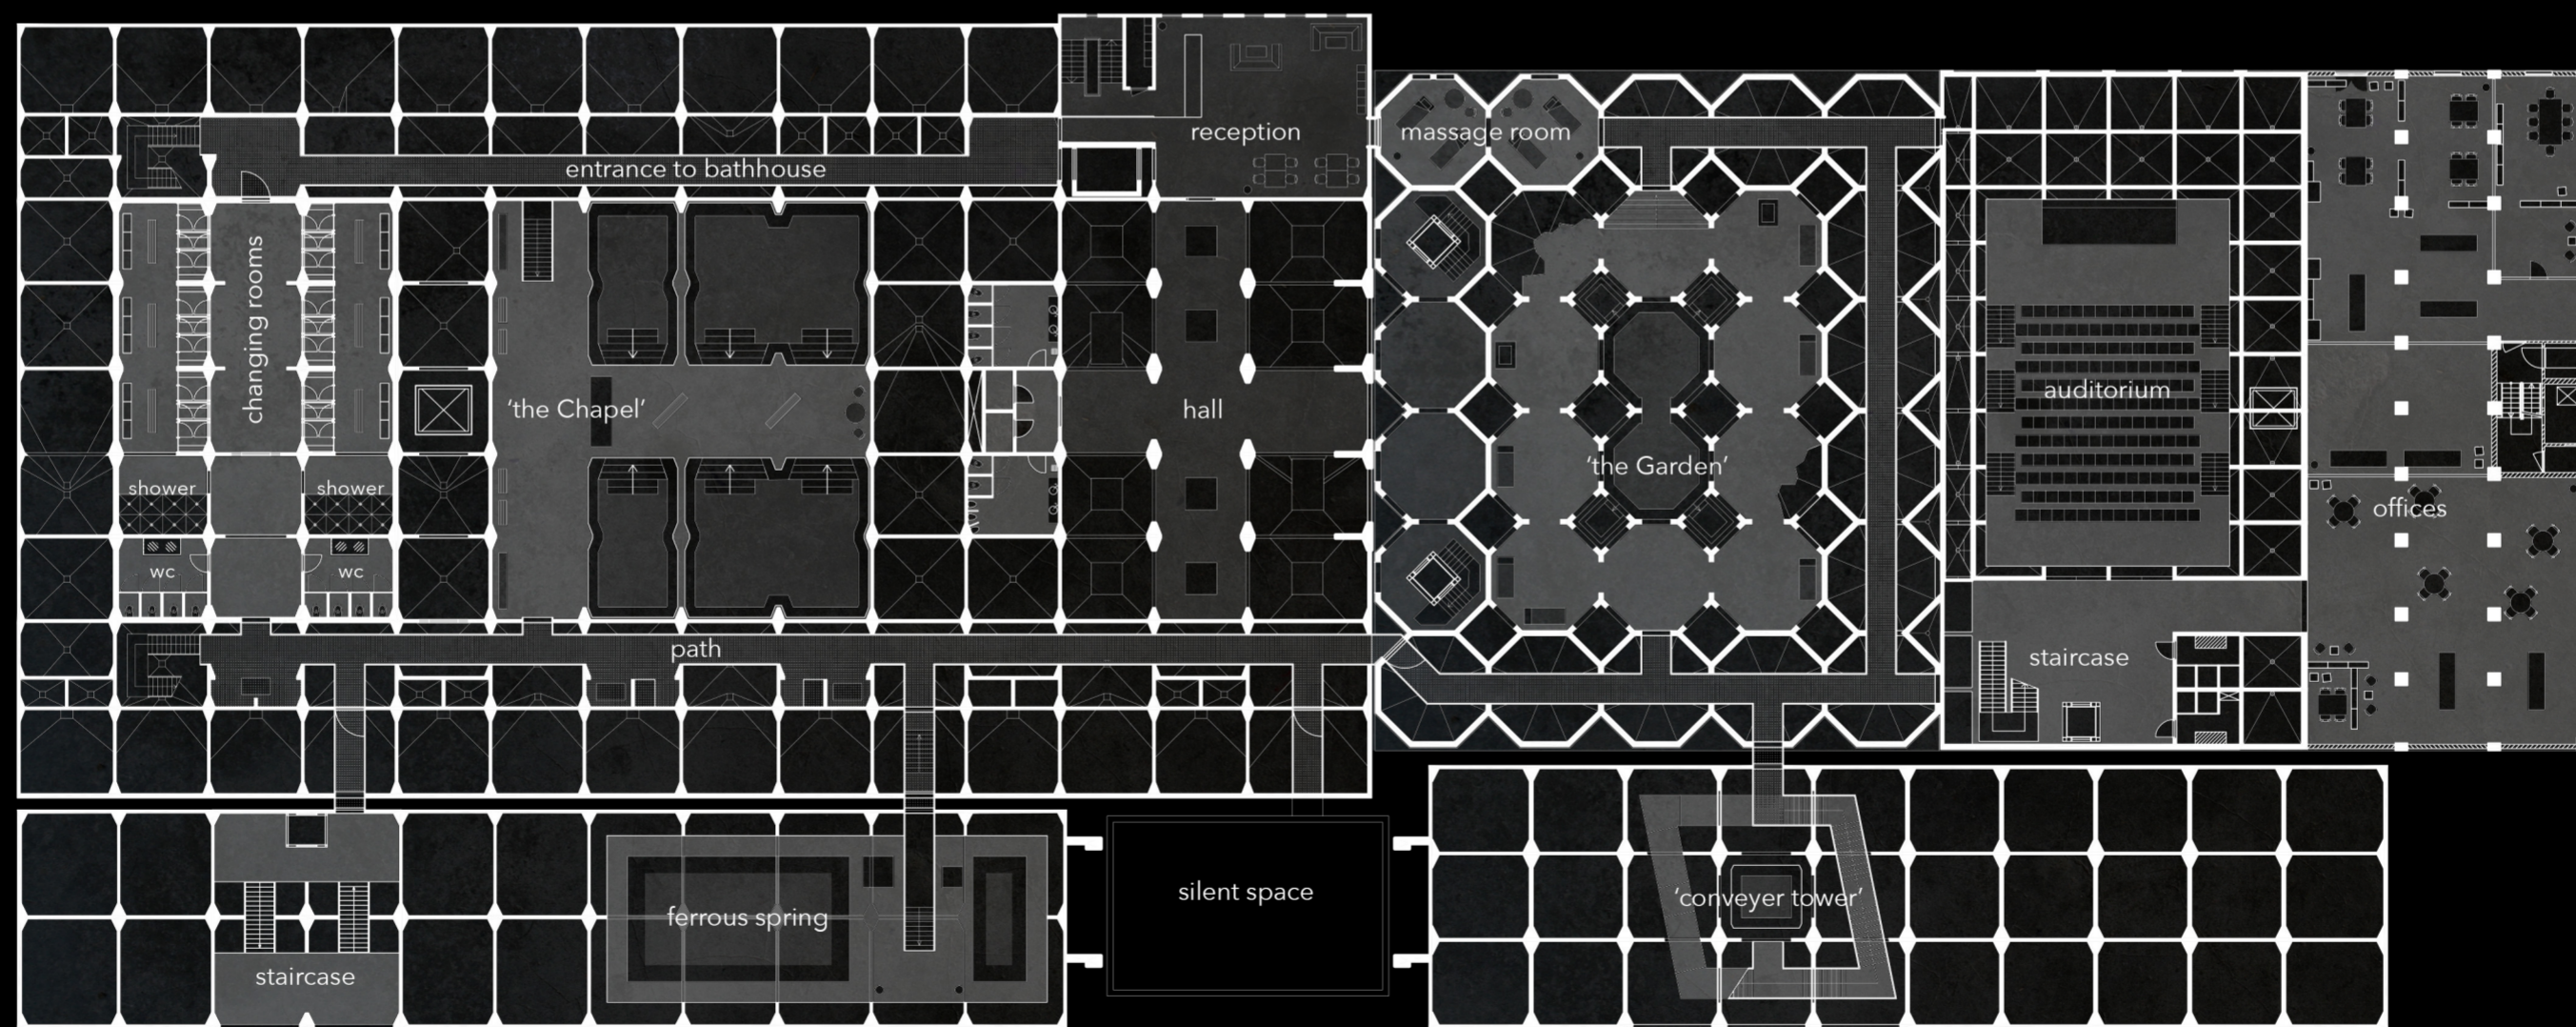 reception
massage room
entrance to bathhouse
changing rooms
'the Chapel'
hall
auditorium
'the Garden'
shower
shower
offices
wc
wc
path
staircase
silent space
'conveyer tower'
ferrous spring
staircase